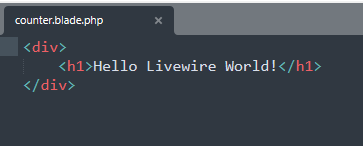 counter.blade.php ×
<div>
    <h1>Hello Livewire World!</h1>
</div>